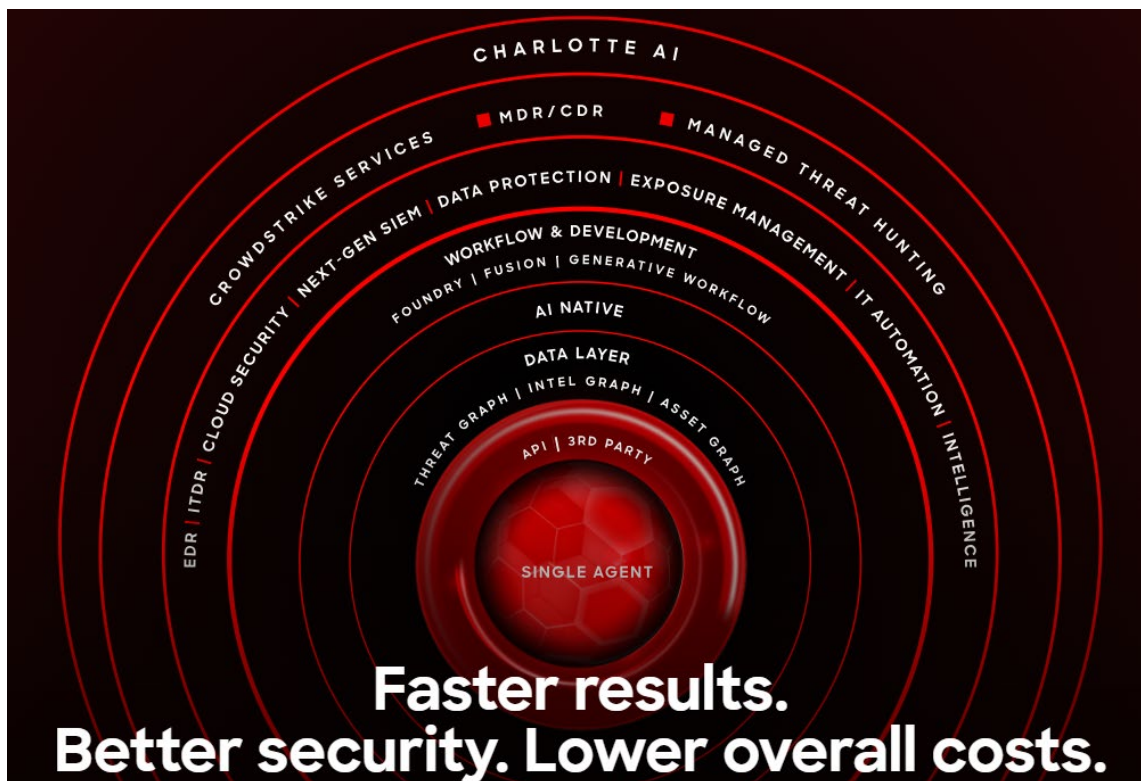 CHARLOTTE AI
CROWDSTRIKE SERVICES ■ MDR/CDR ■ MANAGED THREAT HUNTING
EDR | ITDR | CLOUD SECURITY | NEXT-GEN SIEM | DATA PROTECTION | EXPOSURE MANAGEMENT | IT AUTOMATION | INTELLIGENCE
WORKFLOW & DEVELOPMENT
FOUNDRY | FUSION | GENERATIVE WORKFLOW
AI NATIVE
DATA LAYER
THREAT GRAPH | INTEL GRAPH | ASSET GRAPH
API | 3RD PARTY
SINGLE AGENT
Faster results.
Better security. Lower overall costs.